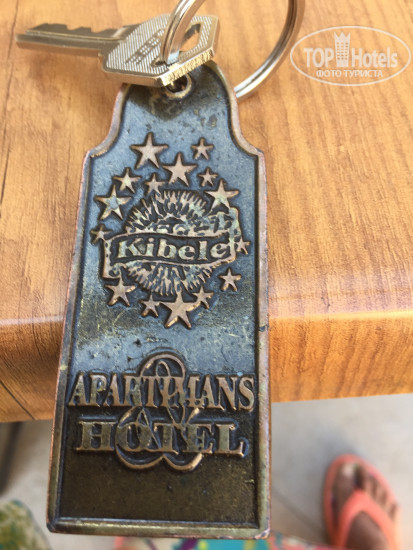 TOP Hotels
ФОТО ТУРИСТА
Kibele
APARTMANS
&
HOTEL